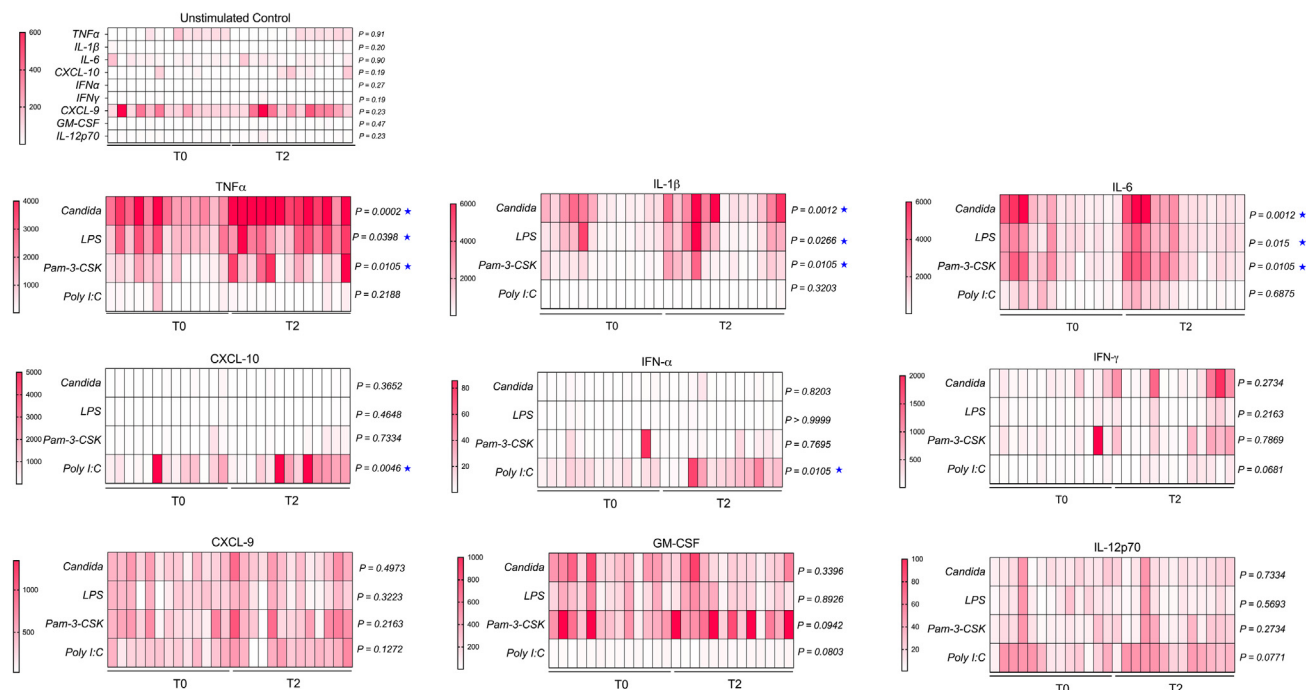 Unstimulated Control
600
400
200
TNFα P = 0.91
IL-1β P = 0.20
IL-6 P = 0.90
CXCL-10 P = 0.19
IFNα P = 0.27
IFNγ P = 0.19
CXCL-9 P = 0.23
GM-CSF P = 0.47
IL-12p70 P = 0.23
T0 T2
TNFα
4000
3000
2000
1000
0
Candida P = 0.0002 ★
LPS P = 0.0398 ★
Pam-3-CSK P = 0.0105 ★
Poly I:C P = 0.2188
T0 T2
IL-1β
6000
4000
2000
0
Candida P = 0.0012 ★
LPS P = 0.0266 ★
Pam-3-CSK P = 0.0105 ★
Poly I:C P = 0.3203
T0 T2
IL-6
6000
4000
2000
Candida P = 0.0012 ★
LPS P = 0.015 ★
Pam-3-CSK P = 0.0105 ★
Poly I:C P = 0.6875
T0 T2
CXCL-10
5000
4000
3000
2000
1000
Candida P = 0.3652
LPS P = 0.4648
Pam-3-CSK P = 0.7334
Poly I:C P = 0.0046 ★
T0 T2
IFN-α
80
60
40
20
Candida P = 0.8203
LPS P > 0.9999
Pam-3-CSK P = 0.7695
Poly I:C P = 0.0105 ★
T0 T2
IFN-γ
2000
1500
1000
500
0
Candida P = 0.2734
LPS P = 0.2163
Pam-3-CSK P = 0.7869
Poly I:C P = 0.0681
T0 T2
CXCL-9
1000
500
Candida P = 0.4973
LPS P = 0.3223
Pam-3-CSK P = 0.2163
Poly I:C P = 0.1272
T0 T2
GM-CSF
1000
800
600
400
200
Candida P = 0.3396
LPS P = 0.8926
Pam-3-CSK P = 0.0942
Poly I:C P = 0.0803
T0 T2
IL-12p70
100
80
60
40
20
0
Candida P = 0.7334
LPS P = 0.5693
Pam-3-CSK P = 0.2734
Poly I:C P = 0.0771
T0 T2